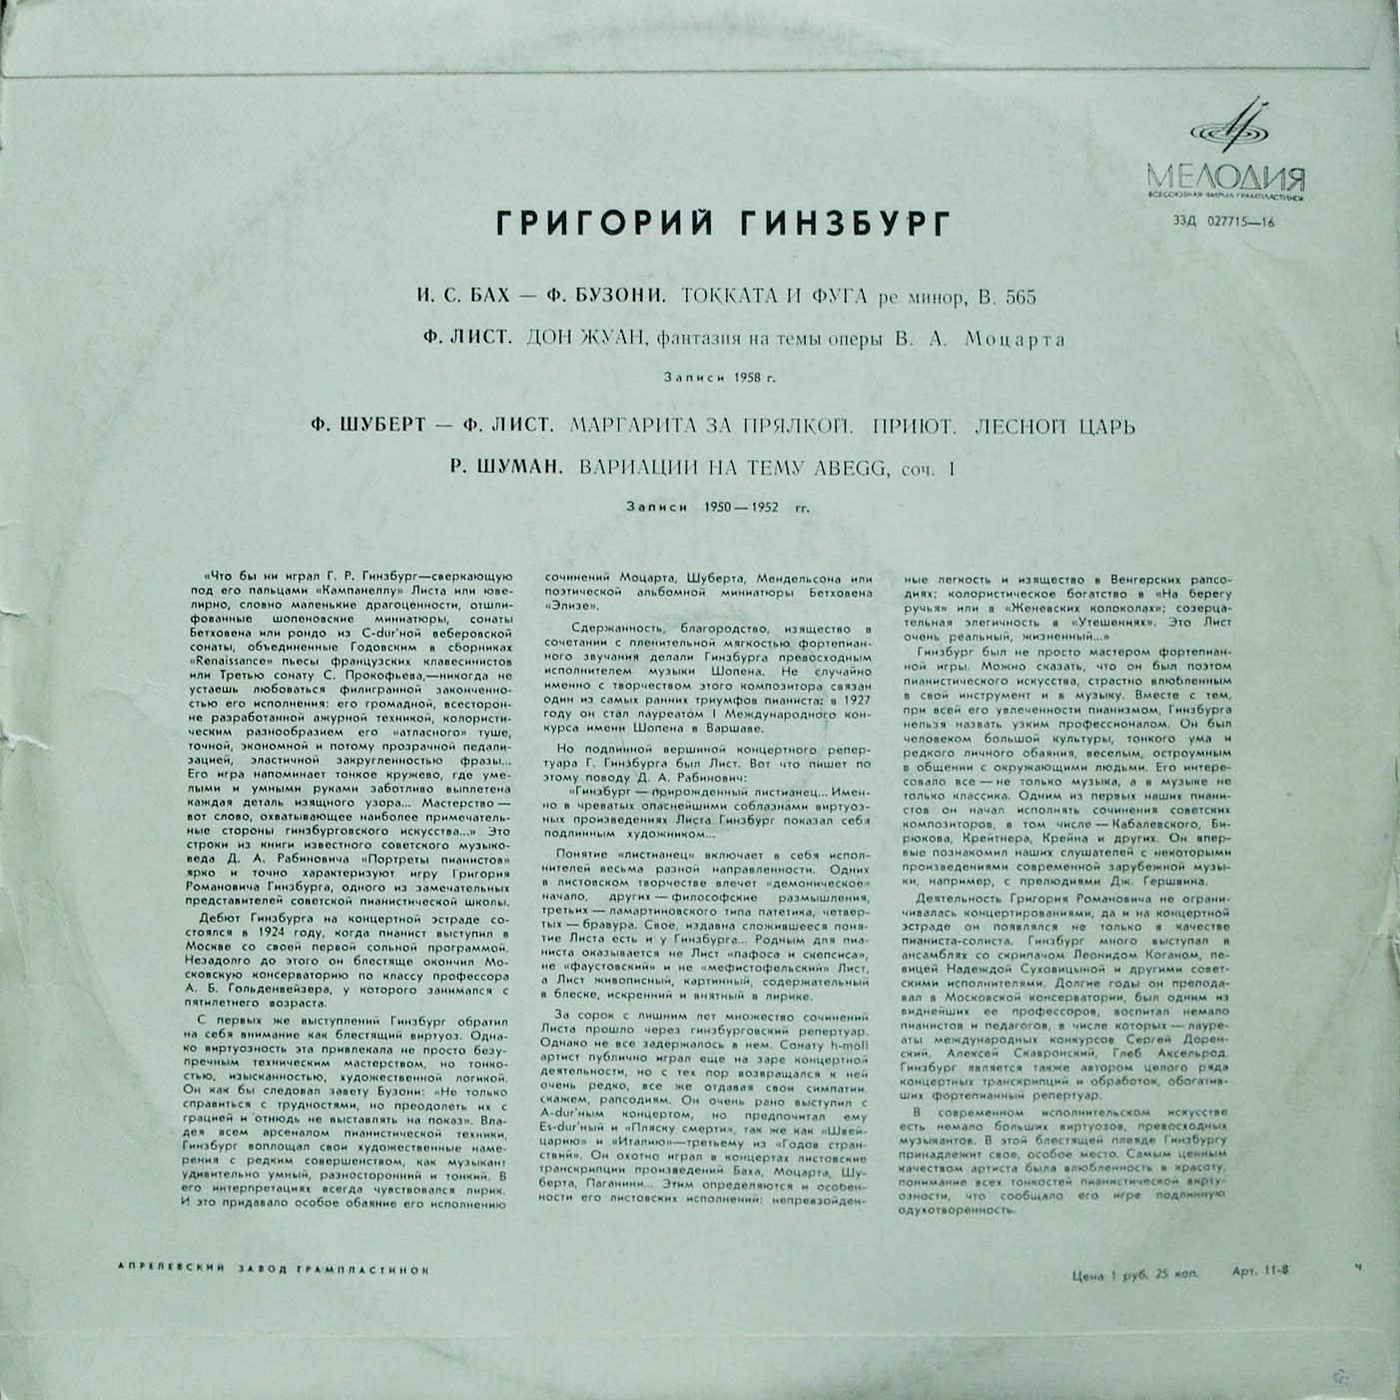 МЕЛОДИЯ
ВСЕСОЮЗНАЯ ФИРМА ГРАМПЛАСТИНОК
33Д 027715—16
ГРИГОРИЙ ГИНЗБУРГ
И. С. БАХ — Ф. БУЗОНИ. ТОККАТА И ФУГА ре минор, В. 565
Ф. ЛИСТ. ДОН ЖУАН, фантазия на темы оперы В. А. Моцарта
Записи 1958 г.
Ф. ШУБЕРТ — Ф. ЛИСТ. МАРГАРИТА ЗА ПРЯЛКОЙ. ПРИЮТ. ЛЕСНОЙ ЦАРЬ
Р. ШУМАН. ВАРИАЦИИ НА ТЕМУ ABEGG, соч. 1
Записи 1950—1952 гг.
«Что бы ни играл Г. Р. Гинзбург—сверкающую
под его пальцами «Кампанеллу» Листа или юве-
лирно, словно маленькие драгоценности, отшли-
фованные шопеновские миниатюры, сонаты
Бетховена или рондо из C-dur'ной веберовской
сонаты, объединенные Годовским в сборниках
«Renaissance» пьесы французских клавесинистов
или Третью сонату С. Прокофьева,—никогда не
устаешь любоваться филигранной законченно-
стью его исполнения: его громадной, всесторон-
не разработанной ажурной техникой, колористи-
ческим разнообразием его «атласного» туше,
точной, экономной и потому прозрачной педали-
зацией, эластичной закругленностью фразы...
Его игра напоминает тонкое кружево, где уме-
лыми и умными руками заботливо выплетена
каждая деталь изящного узора... Мастерство —
вот слово, охватывающее наиболее примечатель-
ные стороны гинзбурговского искусства...» Это
строки из книги известного советского музыко-
веда Д. А. Рабиновича «Портреты пианистов»
ярко и точно характеризуют игру Григория
Романовича Гинзбурга, одного из замечательных
представителей советской пианистической школы.
Дебют Гинзбурга на концертной эстраде со-
стоялся в 1924 году, когда пианист выступил в
Москве со своей первой сольной программой.
Незадолго до этого он блестяще окончил Мо-
сковскую консерваторию по классу профессора
А. Б. Гольденвейзера, у которого занимался с
пятилетнего возраста.
С первых же выступлений Гинзбург обратил
на себя внимание как блестящий виртуоз. Одна-
ко виртуозность эта привлекала не просто безу-
пречным техническим мастерством, но тонко-
стью, изысканностью, художественной логикой.
Он как бы следовал завету Бузони: «Не только
справиться с трудностями, но преодолеть их с
грацией и отнюдь не выставлять на показ». Вла-
дея всем арсеналом пианистической техники,
Гинзбург воплощал свои художественные наме-
рения с редким совершенством, как музыкант
удивительно умный, разносторонний и тонкий. В
его интерпретациях всегда чувствовался лирик.
И это придавало особое обаяние его исполнению
сочинений Моцарта, Шуберта, Мендельсона или
поэтической альбомной миниатюры Бетховена
«Элизе».
Сдержанность, благородство, изящество в
сочетании с пленительной мягкостью фортепиан-
ного звучания делали Гинзбурга превосходным
исполнителем музыки Шопена. Не случайно
именно с творчеством этого композитора связан
один из самых ранних триумфов пианиста: в 1927
году он стал лауреатом I Международного кон-
курса имени Шопена в Варшаве.
Но подлинной вершиной концертного репер-
туара Г. Гинзбурга был Лист. Вот что пишет по
этому поводу Д. А. Рабинович:
«Гинзбург — прирожденный листианец... Имен-
но в чреватых опаснейшими соблазнами виртуоз-
ных произведениях Листа Гинзбург показал себя
подлинным художником...
Понятие «листианец» включает в себя испол-
нителей весьма разной направленности. Одних
в листовском творчестве влечет «демоническое»
начало, других — философские размышления,
третьих — ламартиновского типа патетика, четвер-
тых — бравура. Свое, издавна сложившееся поня-
тие Листа есть и у Гинзбурга... Родным для пиа-
ниста оказывается не Лист «пафоса и скепсиса»,
не «фаустовский» и не «мефистофельский» Лист,
а Лист живописный, картинный, содержательный
в блеске, искренний и внятный в лирике.
За сорок с лишним лет множество сочинений
Листа прошло через гинзбурговский репертуар.
Однако не все задержалось в нем. Сонату h-moll
артист публично играл еще на заре концертной
деятельности, но с тех пор возвращался к ней
очень редко, все же отдавая свои симпатии,
скажем, рапсодиям. Он очень рано выступил с
A-dur'ным концертом, но предпочитал ему
Es-dur'ный и «Пляску смерти», так же как «Швей-
царию» и «Италию»—третьему из «Годов стран-
ствий». Он охотно играл в концертах листовские
транскрипции произведений Баха, Моцарта, Шу-
берта, Паганини... Этим определяются и особен-
ности его листовских исполнений: непревзойден-
ные легкость и изящество в Венгерских рапсо-
диях; колористическое богатство в «На берегу
ручья» или в «Женевских колоколах»; созерца-
тельная элегичность в «Утешениях». Это Лист
очень реальный, жизненный...»
Гинзбург был не просто мастером фортепиан-
ной игры. Можно сказать, что он был поэтом
пианистического искусства, страстно влюбленным
в свой инструмент и в музыку. Вместе с тем,
при всей его увлеченности пианизмом, Гинзбурга
нельзя назвать узким профессионалом. Он был
человеком большой культуры, тонкого ума и
редкого личного обаяния, веселым, остроумным
в общении с окружающими людьми. Его интере-
совало все — не только музыка, а в музыке не
только классика. Одним из первых наших пиани-
стов он начал исполнять сочинения советских
композиторов, в том числе — Кабалевского, Би-
рюкова, Крейтнера, Крейна и других. Он впер-
вые познакомил наших слушателей с некоторыми
произведениями современной зарубежной музы-
ки, например, с прелюдиями Дж. Гершвина.
Деятельность Григория Романовича не ограни-
чивалась концертированиями, да и на концертной
эстраде он появлялся не только в качестве
пианиста-солиста. Гинзбург много выступал в
ансамблях со скрипачом Леонидом Коганом, пе-
вицей Надеждой Суховицыной и другими совет-
скими исполнителями. Долгие годы он препода-
вал в Московской консерватории, был одним из
виднейших ее профессоров, воспитал немало
пианистов и педагогов, в числе которых — лауре-
аты международных конкурсов Сергей Дорен-
ский, Алексей Скавронский, Глеб Аксельрод.
Гинзбург является также автором целого ряда
концертных транскрипций и обработок, обогатив-
ших фортепианный репертуар.
В современном исполнительском искусстве
есть немало больших виртуозов, превосходных
музыкантов. В этой блестящей плеяде Гинзбургу
принадлежит свое, особое место. Самым ценным
качеством артиста была влюбленность в красоту,
понимание всех тонкостей пианистической вирту-
озности, что сообщало его игре подлинную
одухотворенность.
АПРЕЛЕВСКИЙ ЗАВОД ГРАМПЛАСТИНОК
Цена 1 руб. 25 коп. Арт. 11-8 ч